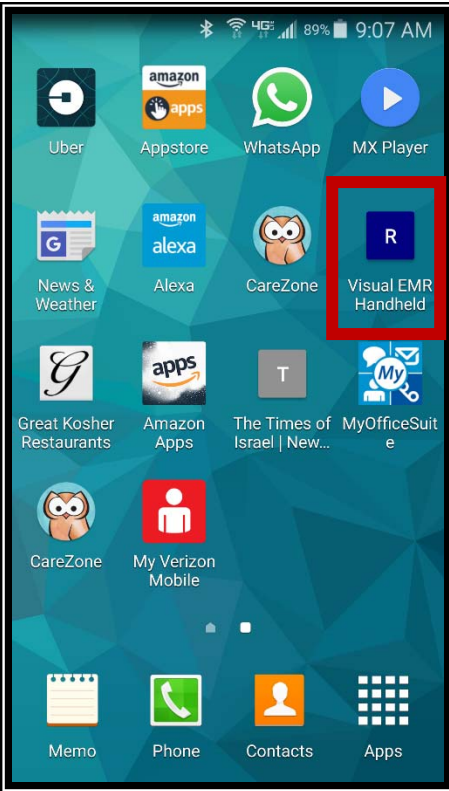 4G 89% 9:07 AM
amazon
apps
Uber
Appstore
WhatsApp
MX Player
G
amazon
alexa
R
News &
Weather
Alexa
CareZone
Visual EMR
Handheld
G
apps
T
My
Great Kosher
Restaurants
Amazon
Apps
The Times of
Israel | New...
MyOfficeSuit
e
CareZone
My Verizon
Mobile
Memo
Phone
Contacts
Apps